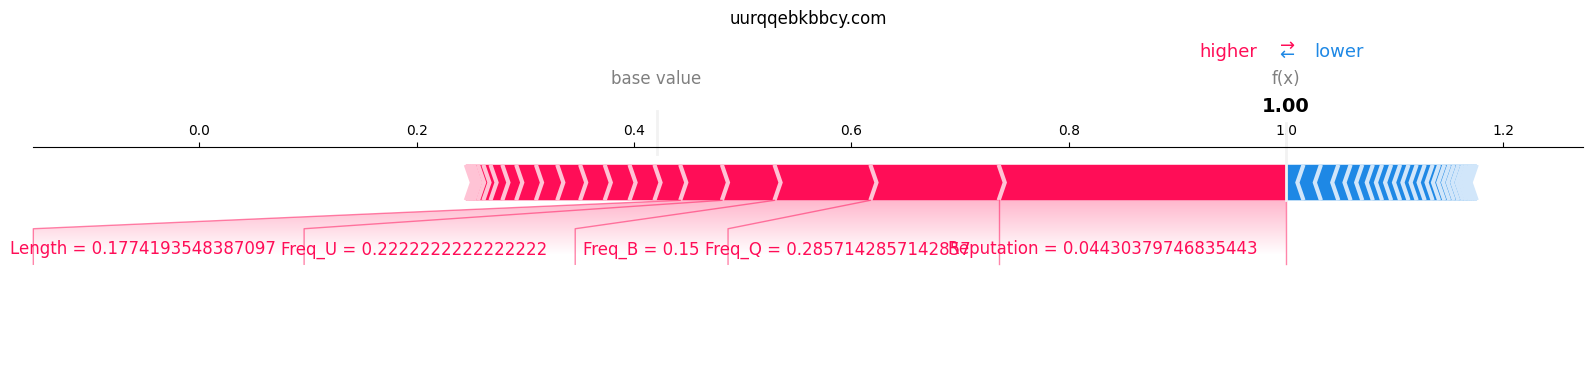 uurqqebkbbcy.com
higher ⇄ lower
base value f(x)
1.00
0.0 0.2 0.4 0.6 0.8 1.0 1.2
Length = 0.1774193548387097 Freq_U = 0.2222222222222222 Freq_B = 0.15 Freq_Q = 0.2857142857142857 Reputation = 0.04430379746835443